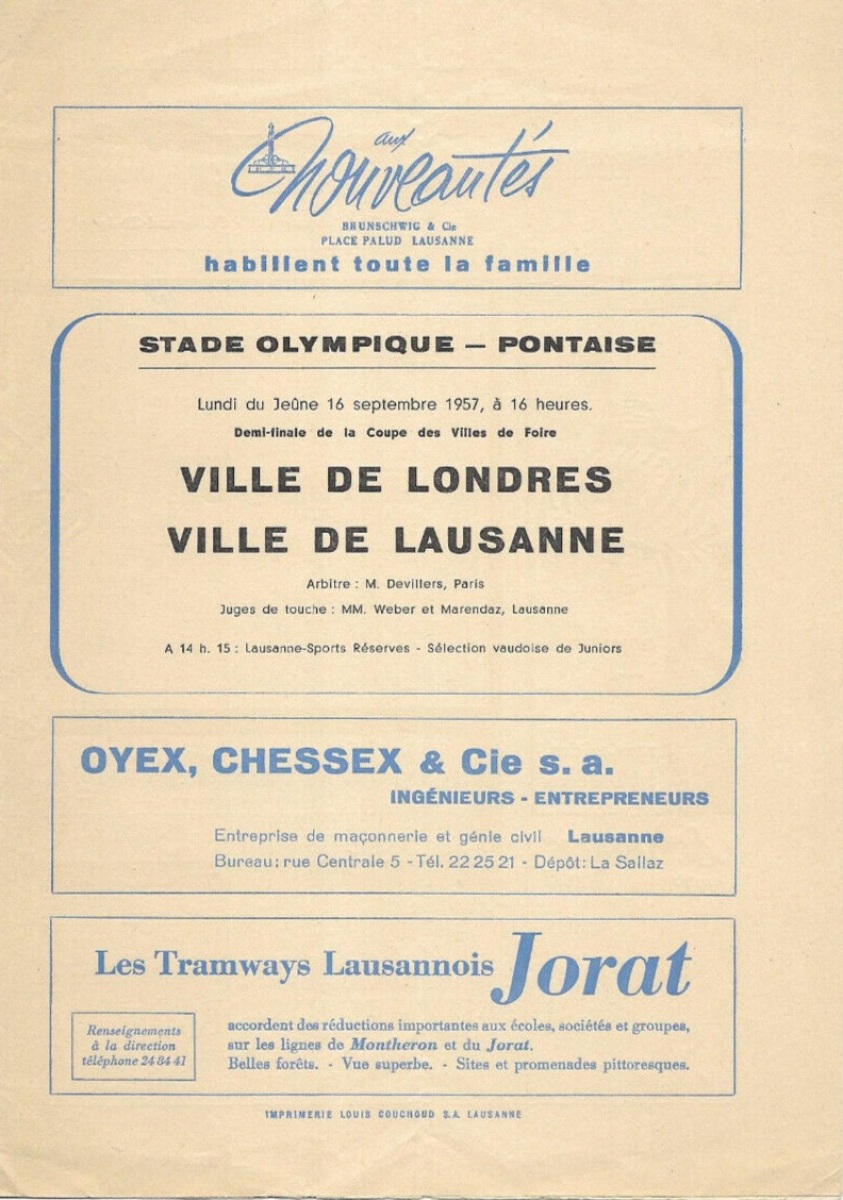 aux
Nouveautés
BRUNSCHWIG & Cie
PLACE PALUD LAUSANNE
habillent toute la famille
STADE OLYMPIQUE — PONTAISE
Lundi du Jeûne 16 septembre 1957, à 16 heures.
Demi-finale de la Coupe des Villes de Foire
VILLE DE LONDRES
VILLE DE LAUSANNE
Arbitre : M. Devillers, Paris
Juges de touche : MM. Weber et Marendaz, Lausanne
A 14 h. 15 : Lausanne-Sports Réserves - Sélection vaudoise de Juniors
OYEX, CHESSEX & Cie s. a.
INGÉNIEURS - ENTREPRENEURS
Entreprise de maçonnerie et génie civil Lausanne
Bureau: rue Centrale 5 - Tél. 22 25 21 - Dépôt: La Sallaz
Les Tramways Lausannois Jorat
Renseignements
à la direction
téléphone 24 84 41
accordent des réductions importantes aux écoles, sociétés et groupes,
sur les lignes de Montheron et du Jorat.
Belles forêts. - Vue superbe. - Sites et promenades pittoresques.
IMPRIMERIE LOUIS COUCHOUD S.A. LAUSANNE